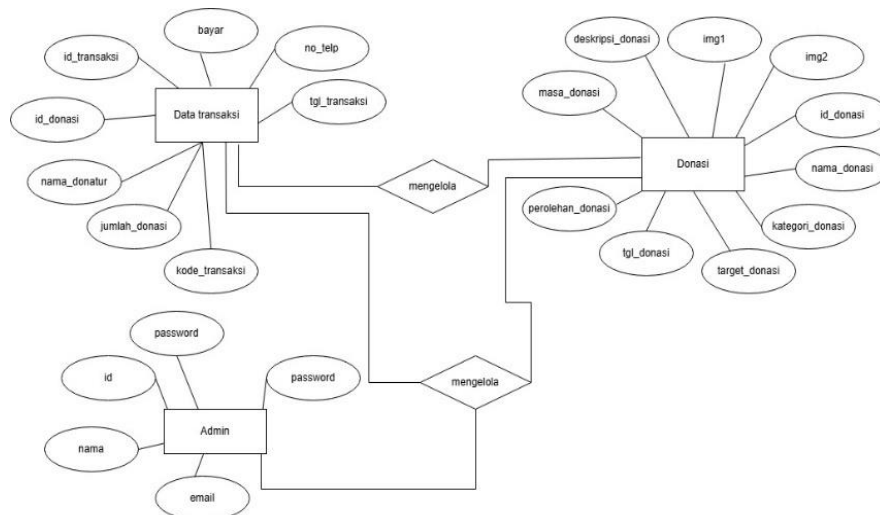 bayar
no_telp
id_transaksi
tgl_transaksi
id_donasi
Data transaksi
nama_donatur
jumlah_donasi
kode_transaksi
mengelola
deskripsi_donasi
img1
img2
masa_donasi
id_donasi
Donasi
nama_donasi
perolehan_donasi
kategori_donasi
tgl_donasi
target_donasi
password
id
password
mengelola
Admin
nama
email